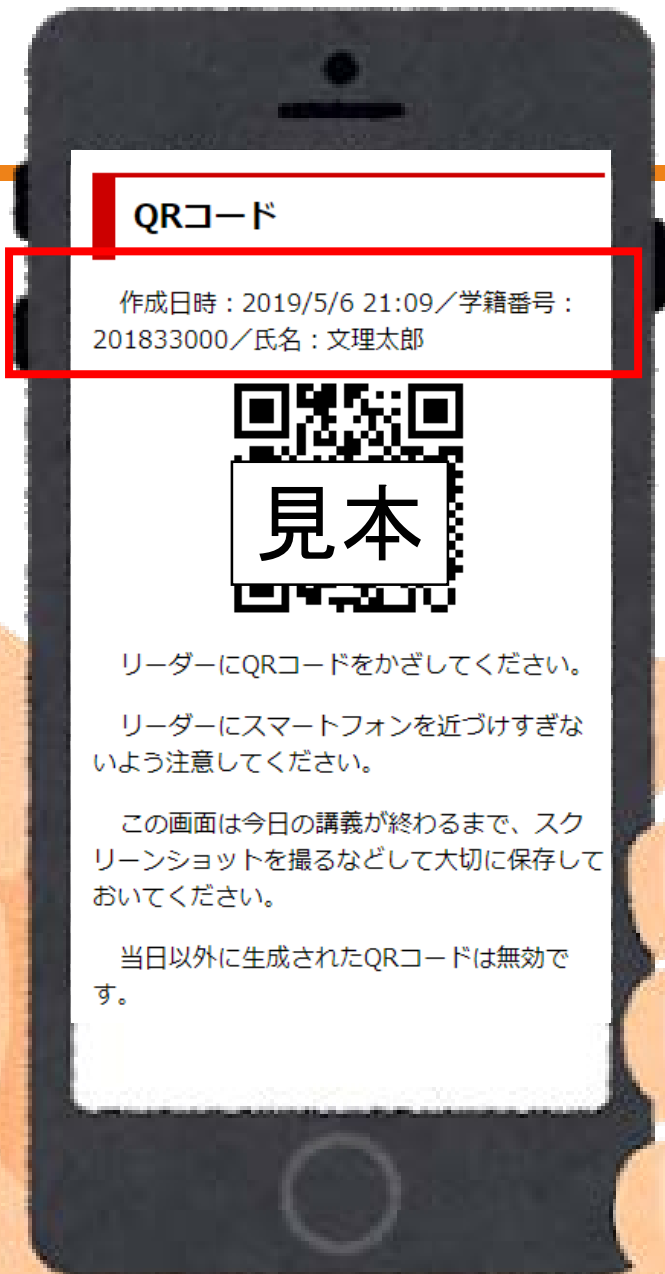 QRコード
作成日時：2019/5/6 21:09／学籍番号：
201833000／氏名：文理太郎
見本
リーダーにQRコードをかざしてください。
リーダーにスマートフォンを近づけすぎな
いよう注意してください。
この画面は今日の講義が終わるまで、スク
リーンショットを撮るなどして大切に保存して
おいてください。
当日以外に生成されたQRコードは無効で
す。